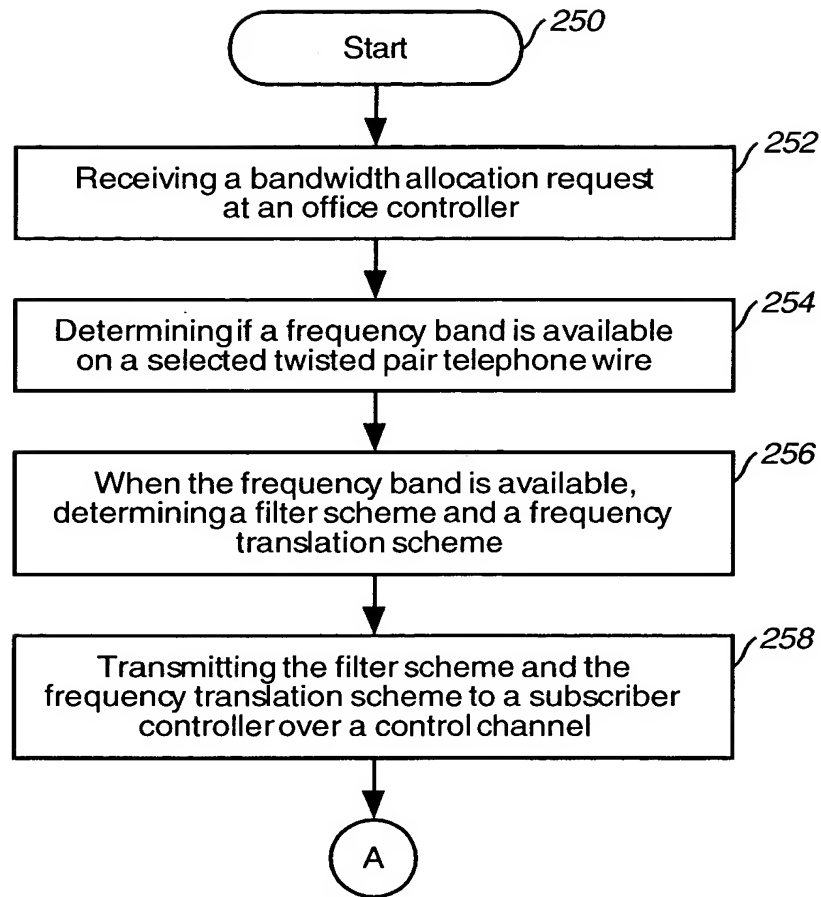 Start
250
252
Receiving a bandwidth allocation request
at an office controller
254
Determining if a frequency band is available
on a selected twisted pair telephone wire
256
When the frequency band is available,
determining a filter scheme and a frequency
translation scheme
258
Transmitting the filter scheme and the
frequency translation scheme to a subscriber
controller over a control channel
A